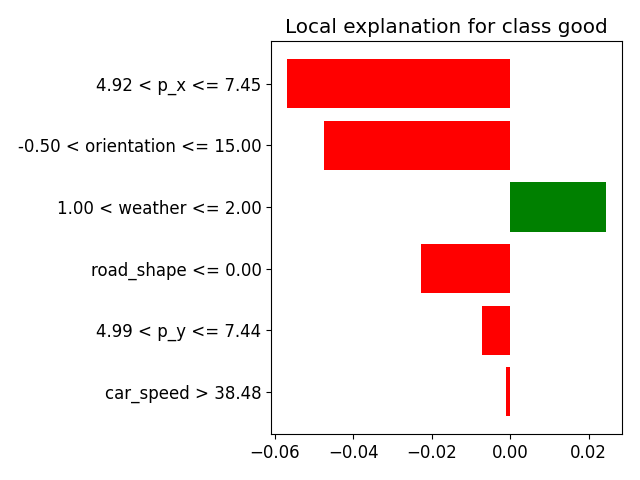 Local explanation for class good
4.92 < p_x <= 7.45
-0.50 < orientation <= 15.00
1.00 < weather <= 2.00
road_shape <= 0.00
4.99 < p_y <= 7.44
car_speed > 38.48
−0.06 −0.04 −0.02 0.00 0.02